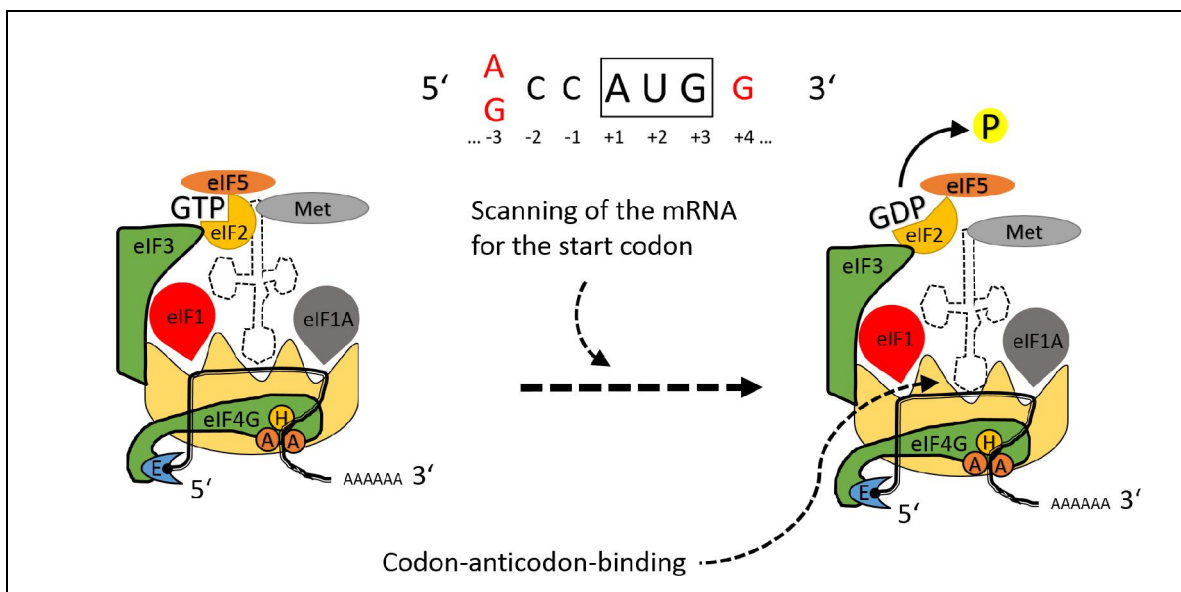 A
5‘ C C AUG G 3‘
G
... -3 -2 -1 +1 +2 +3 +4 ...
Scanning of the mRNA
for the start codon
eIF5
GTP
eIF2
Met
eIF3
eIF1
eIF1A
eIF4G
H
A A
E
5‘
AAAAAA 3‘
P
eIF5
GDP
eIF2
Met
eIF3
eIF1
eIF1A
eIF4G
H
A A
E
5‘
AAAAAA 3‘
Codon-anticodon-binding